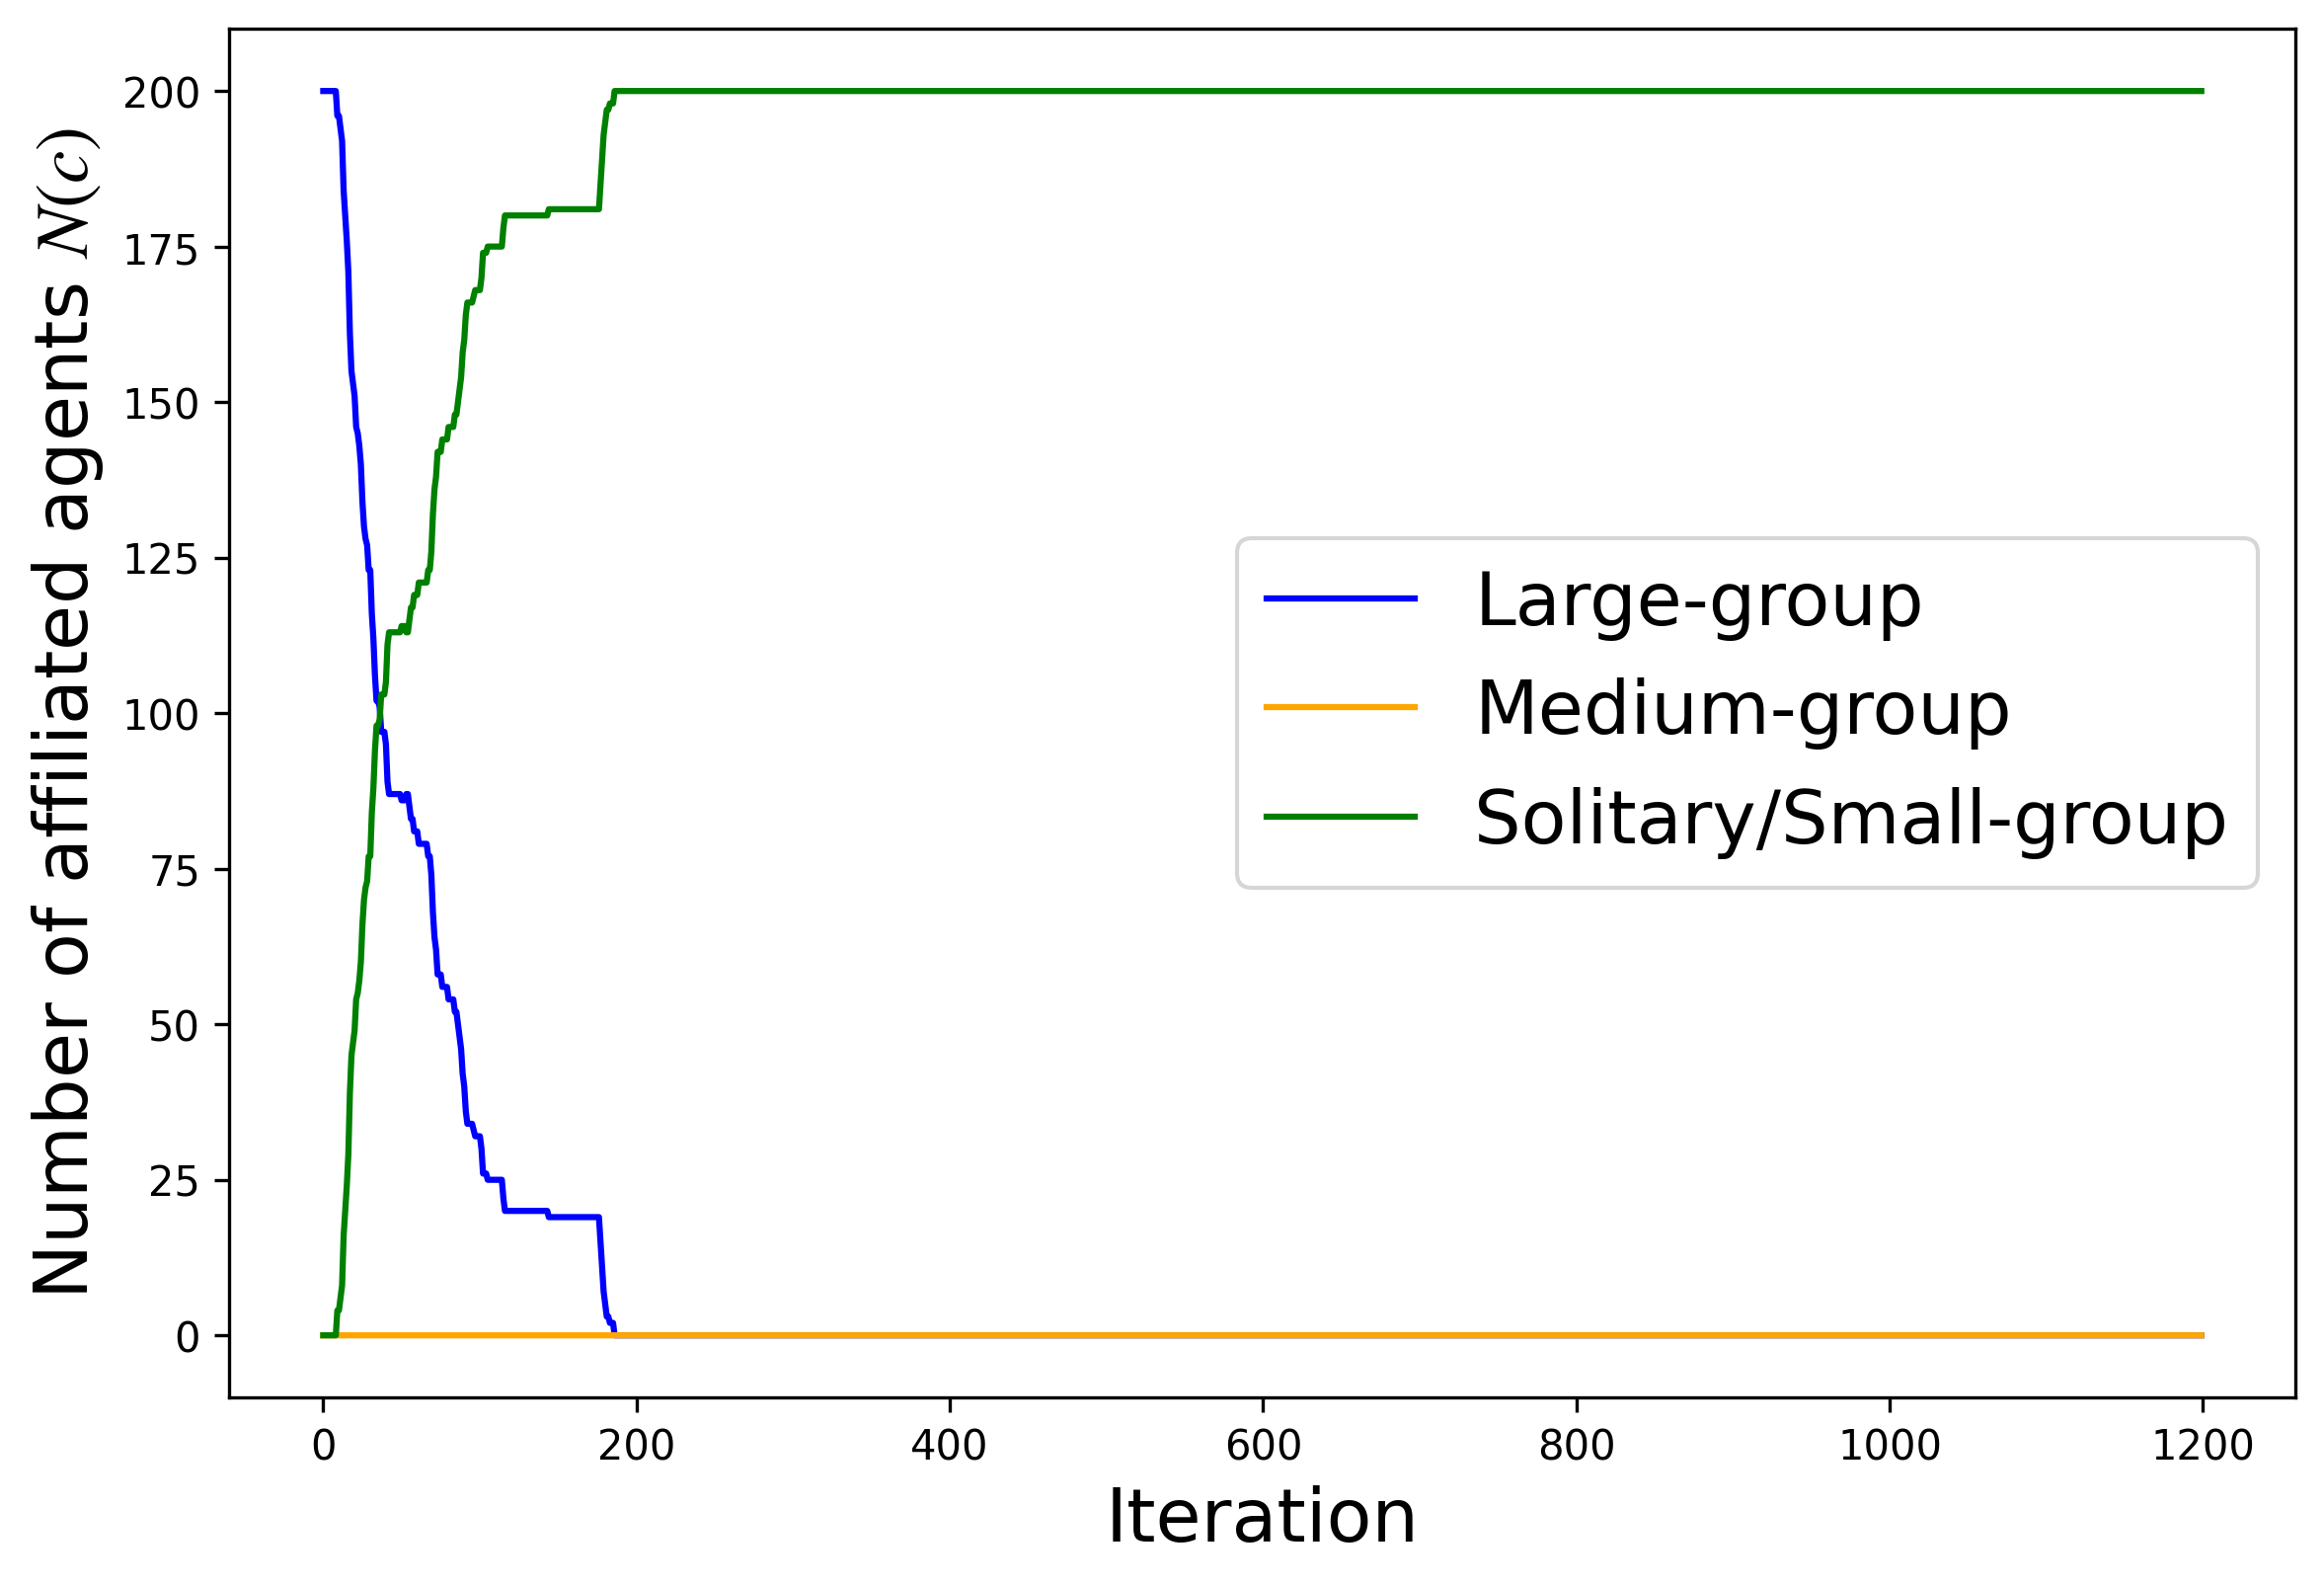 Number of affiliated agents N(c)
200
175
150
125
100
75
50
25
0
Large-group
Medium-group
Solitary/Small-group
0 200 400 600 800 1000 1200
Iteration